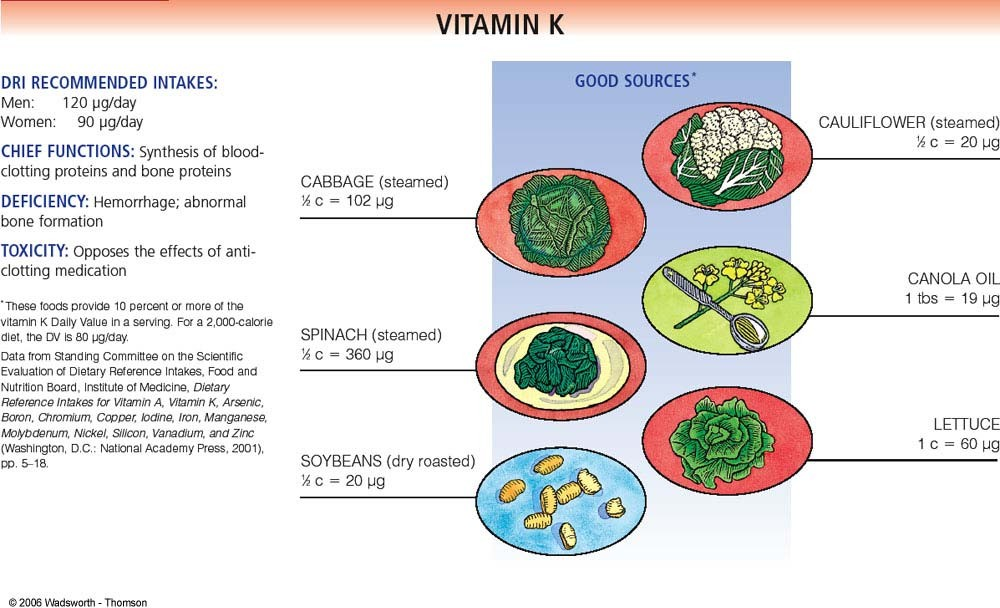 VITAMIN K
DRI RECOMMENDED INTAKES:
Men: 120 µg/day
Women: 90 µg/day
CHIEF FUNCTIONS: Synthesis of blood-
clotting proteins and bone proteins
DEFICIENCY: Hemorrhage; abnormal
bone formation
TOXICITY: Opposes the effects of anti-
clotting medication
*These foods provide 10 percent or more of the
vitamin K Daily Value in a serving. For a 2,000-calorie
diet, the DV is 80 µg/day.
Data from Standing Committee on the Scientific
Evaluation of Dietary Reference Intakes, Food and
Nutrition Board, Institute of Medicine, Dietary
Reference Intakes for Vitamin A, Vitamin K, Arsenic,
Boron, Chromium, Copper, Iodine, Iron, Manganese,
Molybdenum, Nickel, Silicon, Vanadium, and Zinc
(Washington, D.C.: National Academy Press, 2001),
pp. 5–18.
GOOD SOURCES*
CABBAGE (steamed)
½ c = 102 µg
SPINACH (steamed)
½ c = 360 µg
SOYBEANS (dry roasted)
½ c = 20 µg
CAULIFLOWER (steamed)
½ c = 20 µg
CANOLA OIL
1 tbs = 19 µg
LETTUCE
1 c = 60 µg
© 2006 Wadsworth - Thomson